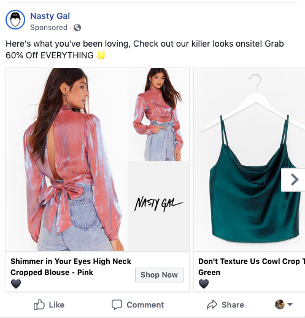 Nasty Gal
Sponsored ·
Here's what you've been loving, Check out our killer looks onsite! Grab
60% Off EVERYTHING 🌟
NASTY GAL
Shimmer in Your Eyes High Neck
Cropped Blouse - Pink
🖤
Shop Now
Don't Texture Us Cowl Crop T
Green
🖤
Like
Comment
Share